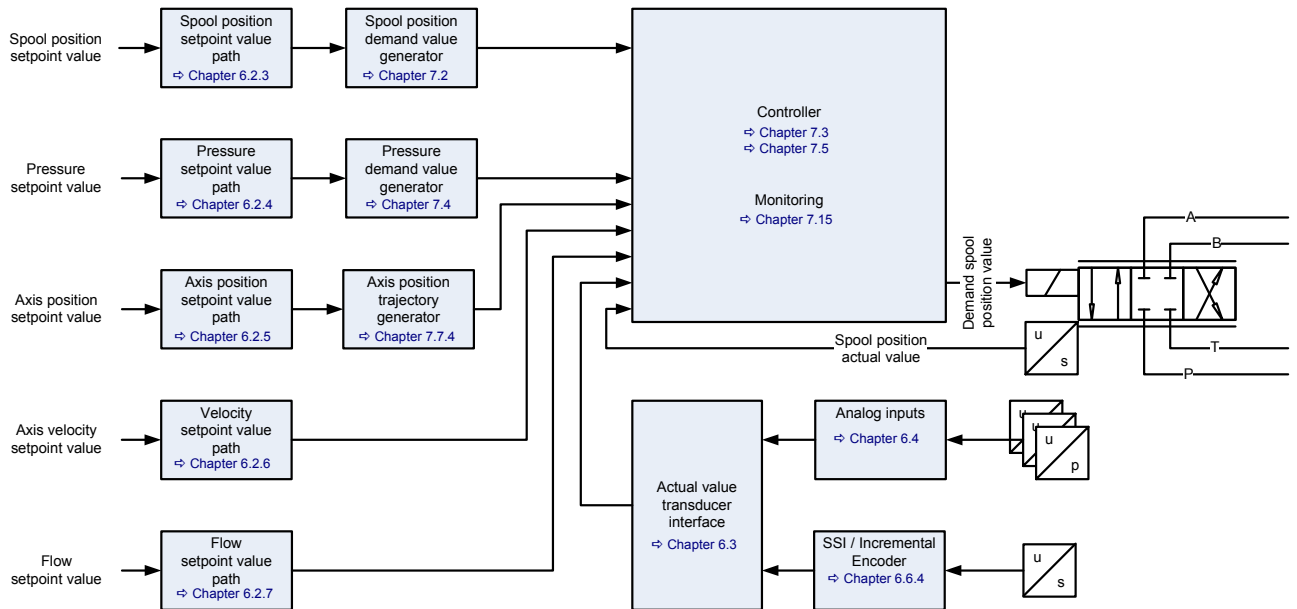 Spool position
setpoint value
Spool position
setpoint value
path
⇨ Chapter 6.2.3
Spool position
demand value
generator
⇨ Chapter 7.2
Controller
⇨ Chapter 7.3
⇨ Chapter 7.5
Monitoring
⇨ Chapter 7.15
Pressure
setpoint value
Pressure
setpoint value
path
⇨ Chapter 6.2.4
Pressure
demand value
generator
⇨ Chapter 7.4
Axis position
setpoint value
Axis position
setpoint value
path
⇨ Chapter 6.2.5
Axis position
trajectory
generator
⇨ Chapter 7.7.4
Demand spool
position value
A
B
T
P
Spool position
actual value
u
s
Axis velocity
setpoint value
Velocity
setpoint value
path
⇨ Chapter 6.2.6
Actual value
transducer
interface
⇨ Chapter 6.3
Analog inputs
⇨ Chapter 6.4
u
u
u
p
Flow
setpoint value
Flow
setpoint value
path
⇨ Chapter 6.2.7
SSI / Incremental
Encoder
⇨ Chapter 6.6.4
u
s